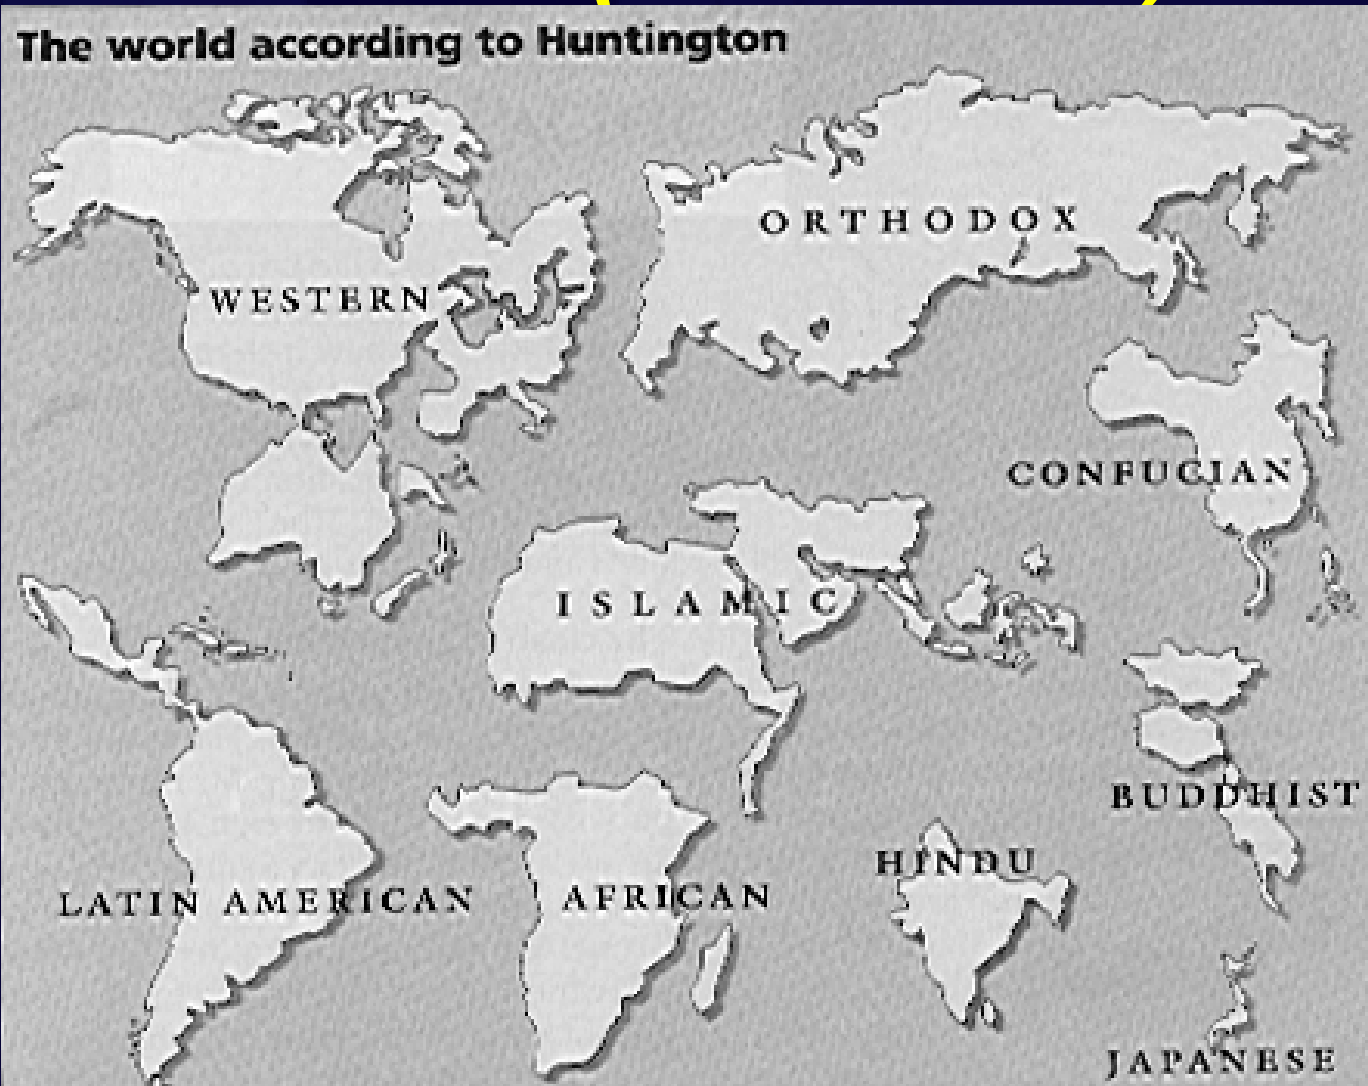 The world according to Huntington
ORTHODOX
WESTERN
CONFUCIAN
ISLAMIC
BUDDHIST
HINDU
LATIN AMERICAN
AFRICAN
JAPANESE